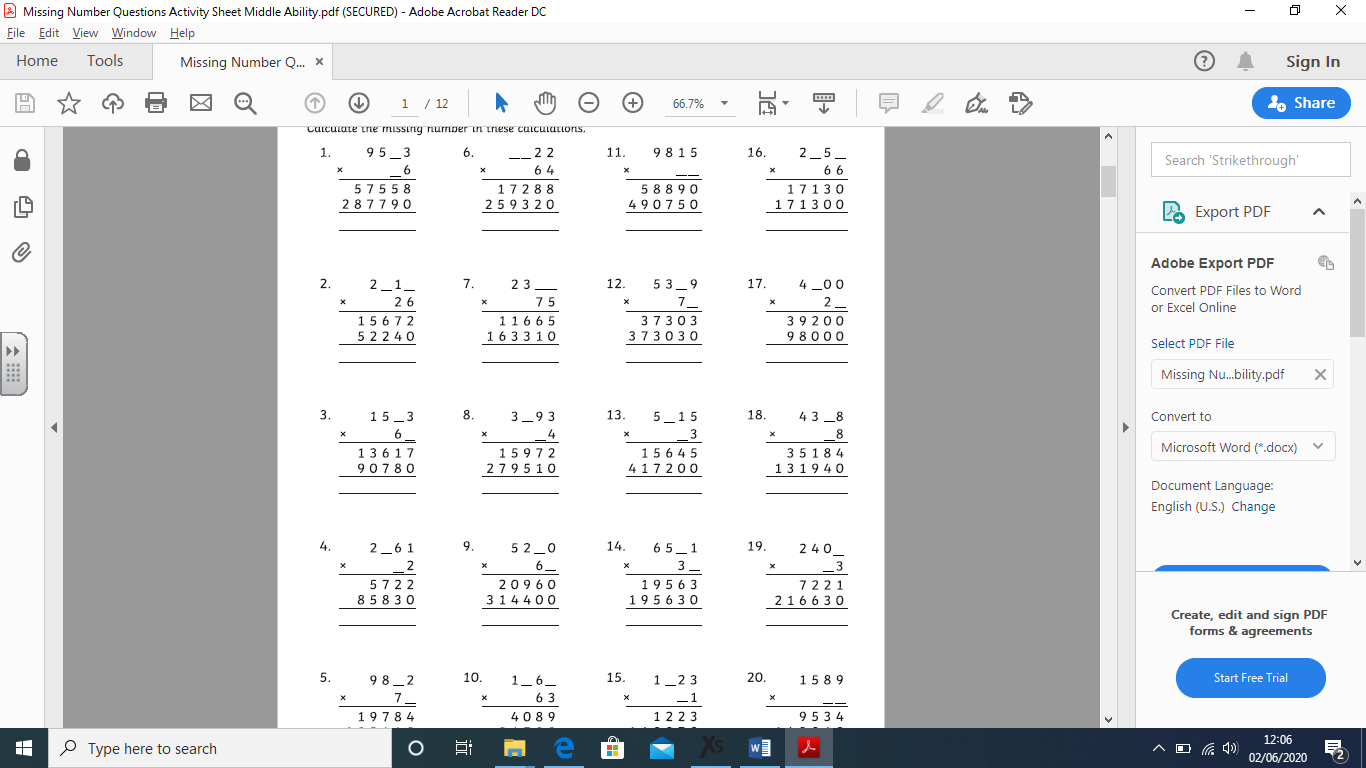 Missing Number Questions Activity Sheet Middle Ability.pdf (SECURED) - Adobe Acrobat Reader DC
File Edit View Window Help
Home Tools Missing Number Q... × Sign In
1 / 12 66.7% Share
Calculate the missing number in these calculations.
1. 95_3 6. __22 11. 9815 16. 2_5_
× _6 × 64 × __ × 66
57558 17288 58890 17130
287790 259320 490750 171300
2. 2_1_ 7. 23__ 12. 53_9 17. 4_00
× 26 × 75 × 7_ × 2_
15672 11665 37303 39200
52240 163310 373030 98000
3. 15_3 8. 3_93 13. 5_15 18. 43_8
× 6_ × _4 × _3 × _8
13617 15972 15645 35184
90780 279510 417200 131940
4. 2_61 9. 52_0 14. 65_1 19. 240_
× _2 × 6_ × 3_ × _3
5722 20960 19563 7221
85830 314400 195630 216630
5. 98_2 10. 1_6_ 15. 1_23 20. 1589
× 7_ × 63 × _1 × __
19784 4089 1223 9534
Search 'Strikethrough'
Export PDF
Adobe Export PDF
Convert PDF Files to Word
or Excel Online
Select PDF File
Missing Nu...bility.pdf
Convert to
Microsoft Word (*.docx)
Document Language:
English (U.S.) Change
Create, edit and sign PDF
forms & agreements
Start Free Trial
Type here to search
12:06
02/06/2020
2